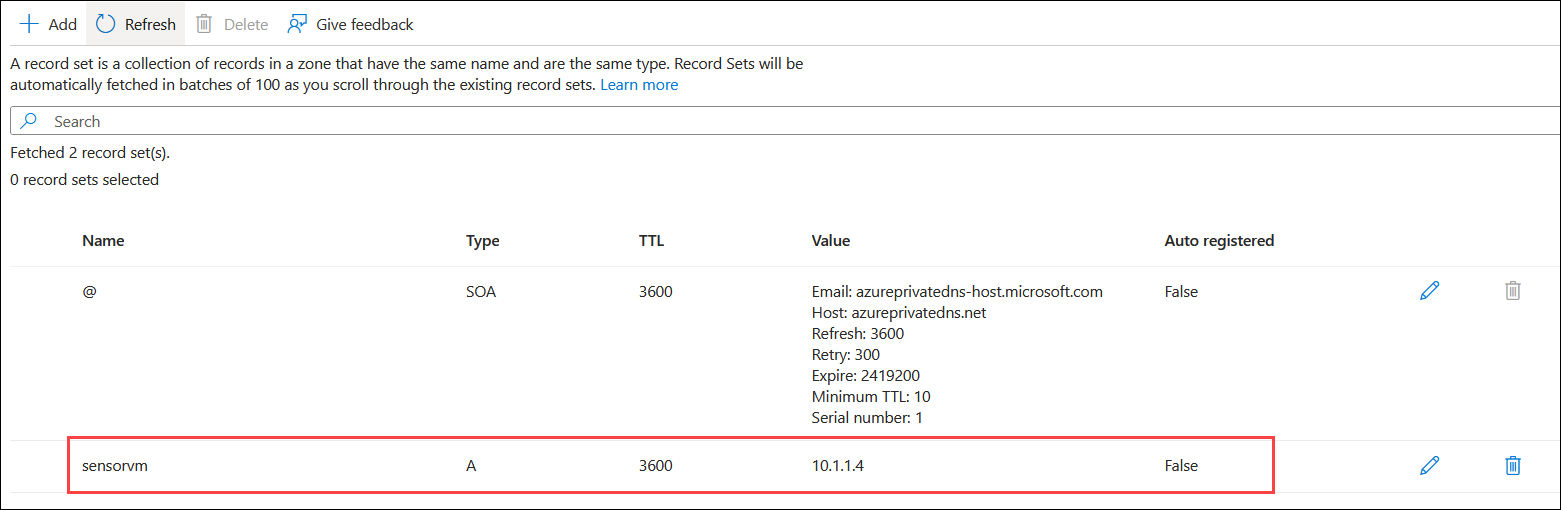 Add Refresh Delete Give feedback
A record set is a collection of records in a zone that have the same name and are the same type. Record Sets will be
automatically fetched in batches of 100 as you scroll through the existing record sets. Learn more
Search
Fetched 2 record set(s).
0 record sets selected
Name Type TTL Value Auto registered
@ SOA 3600 Email: azureprivatedns-host.microsoft.com False
Host: azureprivatedns.net
Refresh: 3600
Retry: 300
Expire: 2419200
Minimum TTL: 10
Serial number: 1
sensorvm A 3600 10.1.1.4 False